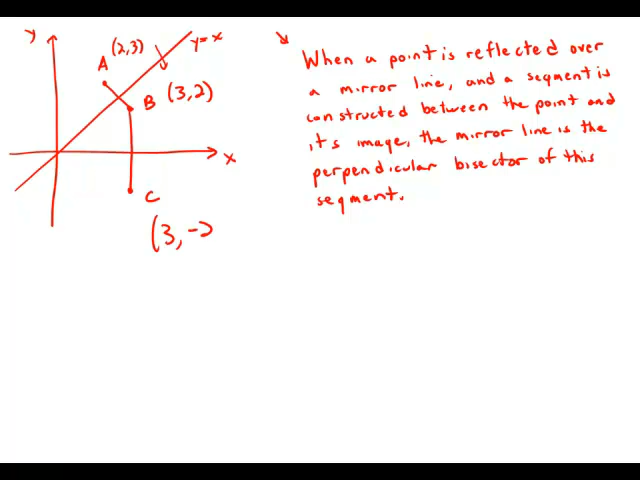 y
A (2,3)
y=x
B (3,2)
x
C
(3,-2
When a point is reflected over
a mirror line, and a segment is
constructed between the point and
it's image, the mirror line is the
perpendicular bisector of this
segment.